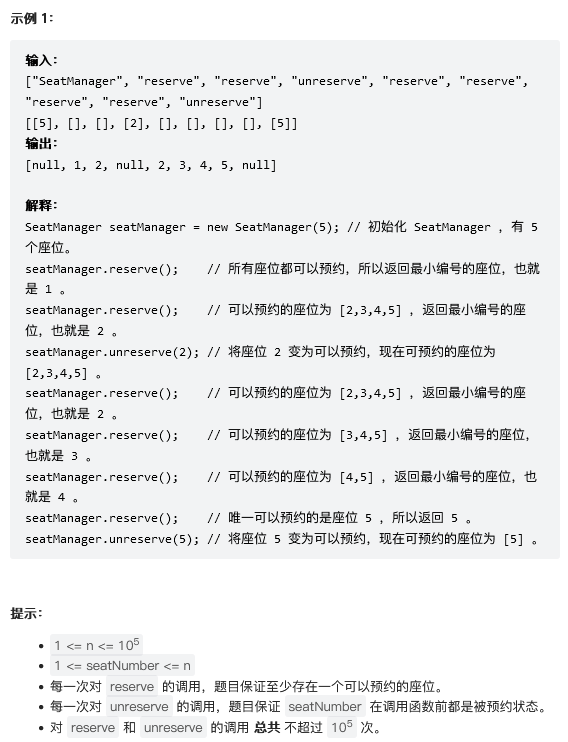 示例 1：
输入：
["SeatManager", "reserve", "reserve", "unreserve", "reserve", "reserve",
"reserve", "reserve", "unreserve"]
[[5], [], [], [2], [], [], [], [], [5]]
输出：
[null, 1, 2, null, 2, 3, 4, 5, null]
解释：
SeatManager seatManager = new SeatManager(5); // 初始化 SeatManager ，有 5
个座位。
seatManager.reserve();    // 所有座位都可以预约，所以返回最小编号的座位，也就
是 1 。
seatManager.reserve();    // 可以预约的座位为 [2,3,4,5] ，返回最小编号的座
位，也就是 2 。
seatManager.unreserve(2); // 将座位 2 变为可以预约，现在可预约的座位为
[2,3,4,5] 。
seatManager.reserve();    // 可以预约的座位为 [2,3,4,5] ，返回最小编号的座
位，也就是 2 。
seatManager.reserve();    // 可以预约的座位为 [3,4,5] ，返回最小编号的座位，
也就是 3 。
seatManager.reserve();    // 可以预约的座位为 [4,5] ，返回最小编号的座位，也
就是 4 。
seatManager.reserve();    // 唯一可以预约的是座位 5 ，所以返回 5 。
seatManager.unreserve(5); // 将座位 5 变为可以预约，现在可预约的座位为 [5] 。
提示：
• 1 <= n <= 10⁵
• 1 <= seatNumber <= n
• 每一次对 reserve 的调用，题目保证至少存在一个可以预约的座位。
• 每一次对 unreserve 的调用，题目保证 seatNumber 在调用函数前都是被预约状态。
• 对 reserve 和 unreserve 的调用 总共 不超过 10⁵ 次。